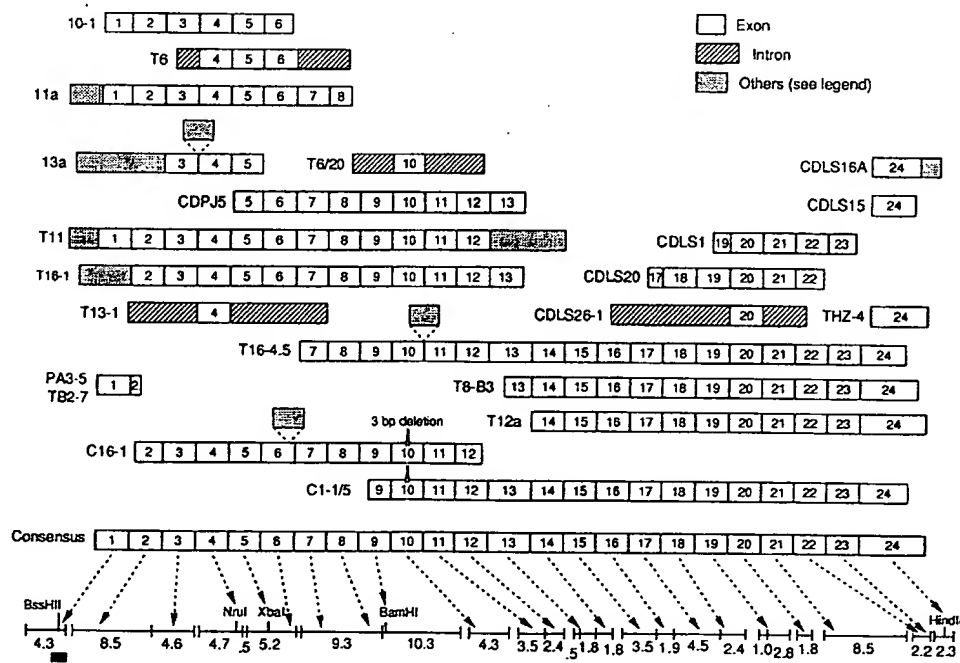 10-1 1 2 3 4 5 6
Exon
T6 4 5 6
Intron
11a 1 2 3 4 5 6 7 8
Others (see legend)
13a 3 4 5
T6/20 10
CDLS16A 24
CDPJ5 5 6 7 8 9 10 11 12 13
CDLS15 24
T11 1 2 3 4 5 6 7 8 9 10 11 12
CDLS1 19 20 21 22 23
T16-1 2 3 4 5 6 7 8 9 10 11 12 13
CDLS20 17 18 19 20 21 22
T13-1 4
CDLS26-1 20
THZ-4 24
T16-4.5 7 8 9 10 11 12 13 14 15 16 17 18 19 20 21 22 23 24
PA3-5
TB2-7
1 2
T8-B3 13 14 15 16 17 18 19 20 21 22 23 24
T12a 14 15 16 17 18 19 20 21 22 23 24
3 bp deletion
C16-1 2 3 4 5 6 7 8 9 10 11 12
C1-1/5 9 10 11 12 13 14 15 16 17 18 19 20 21 22 23 24
Consensus 1 2 3 4 5 6 7 8 9 10 11 12 13 14 15 16 17 18 19 20 21 22 23 24
BssHII NruI XbaI BamHI
4.3 8.5 4.6 4.7 .5 5.2 9.3 10.3 4.3 3.5 2.4 .5 1.8 1.8 3.5 1.9 4.5 2.4 1.0 2.8 1.8 8.5 2.2 2.3